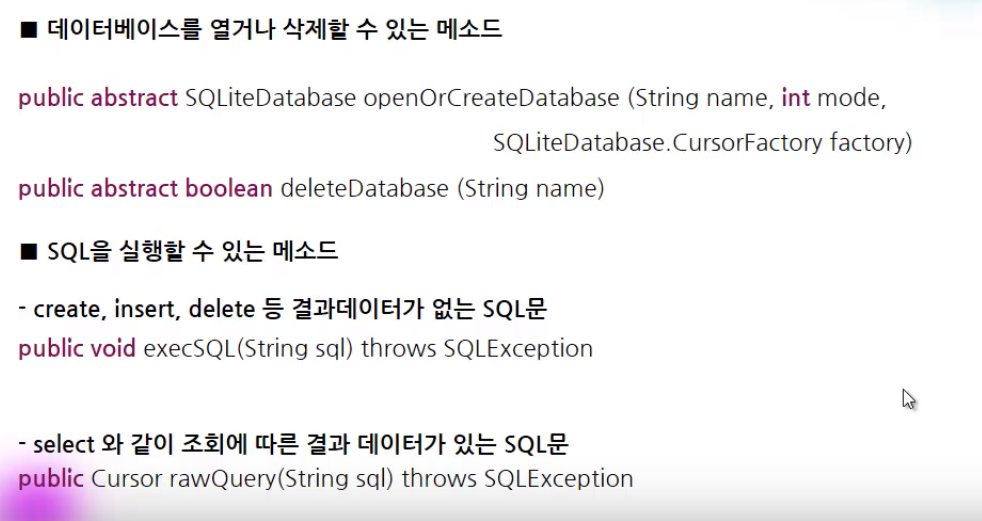 ■ 데이터베이스를 열거나 삭제할 수 있는 메소드
public abstract SQLiteDatabase openOrCreateDatabase (String name, int mode,
SQLiteDatabase.CursorFactory factory)
public abstract boolean deleteDatabase (String name)
■ SQL을 실행할 수 있는 메소드
- create, insert, delete 등 결과데이터가 없는 SQL문
public void execSQL(String sql) throws SQLException
- select 와 같이 조회에 따른 결과 데이터가 있는 SQL문
public Cursor rawQuery(String sql) throws SQLException